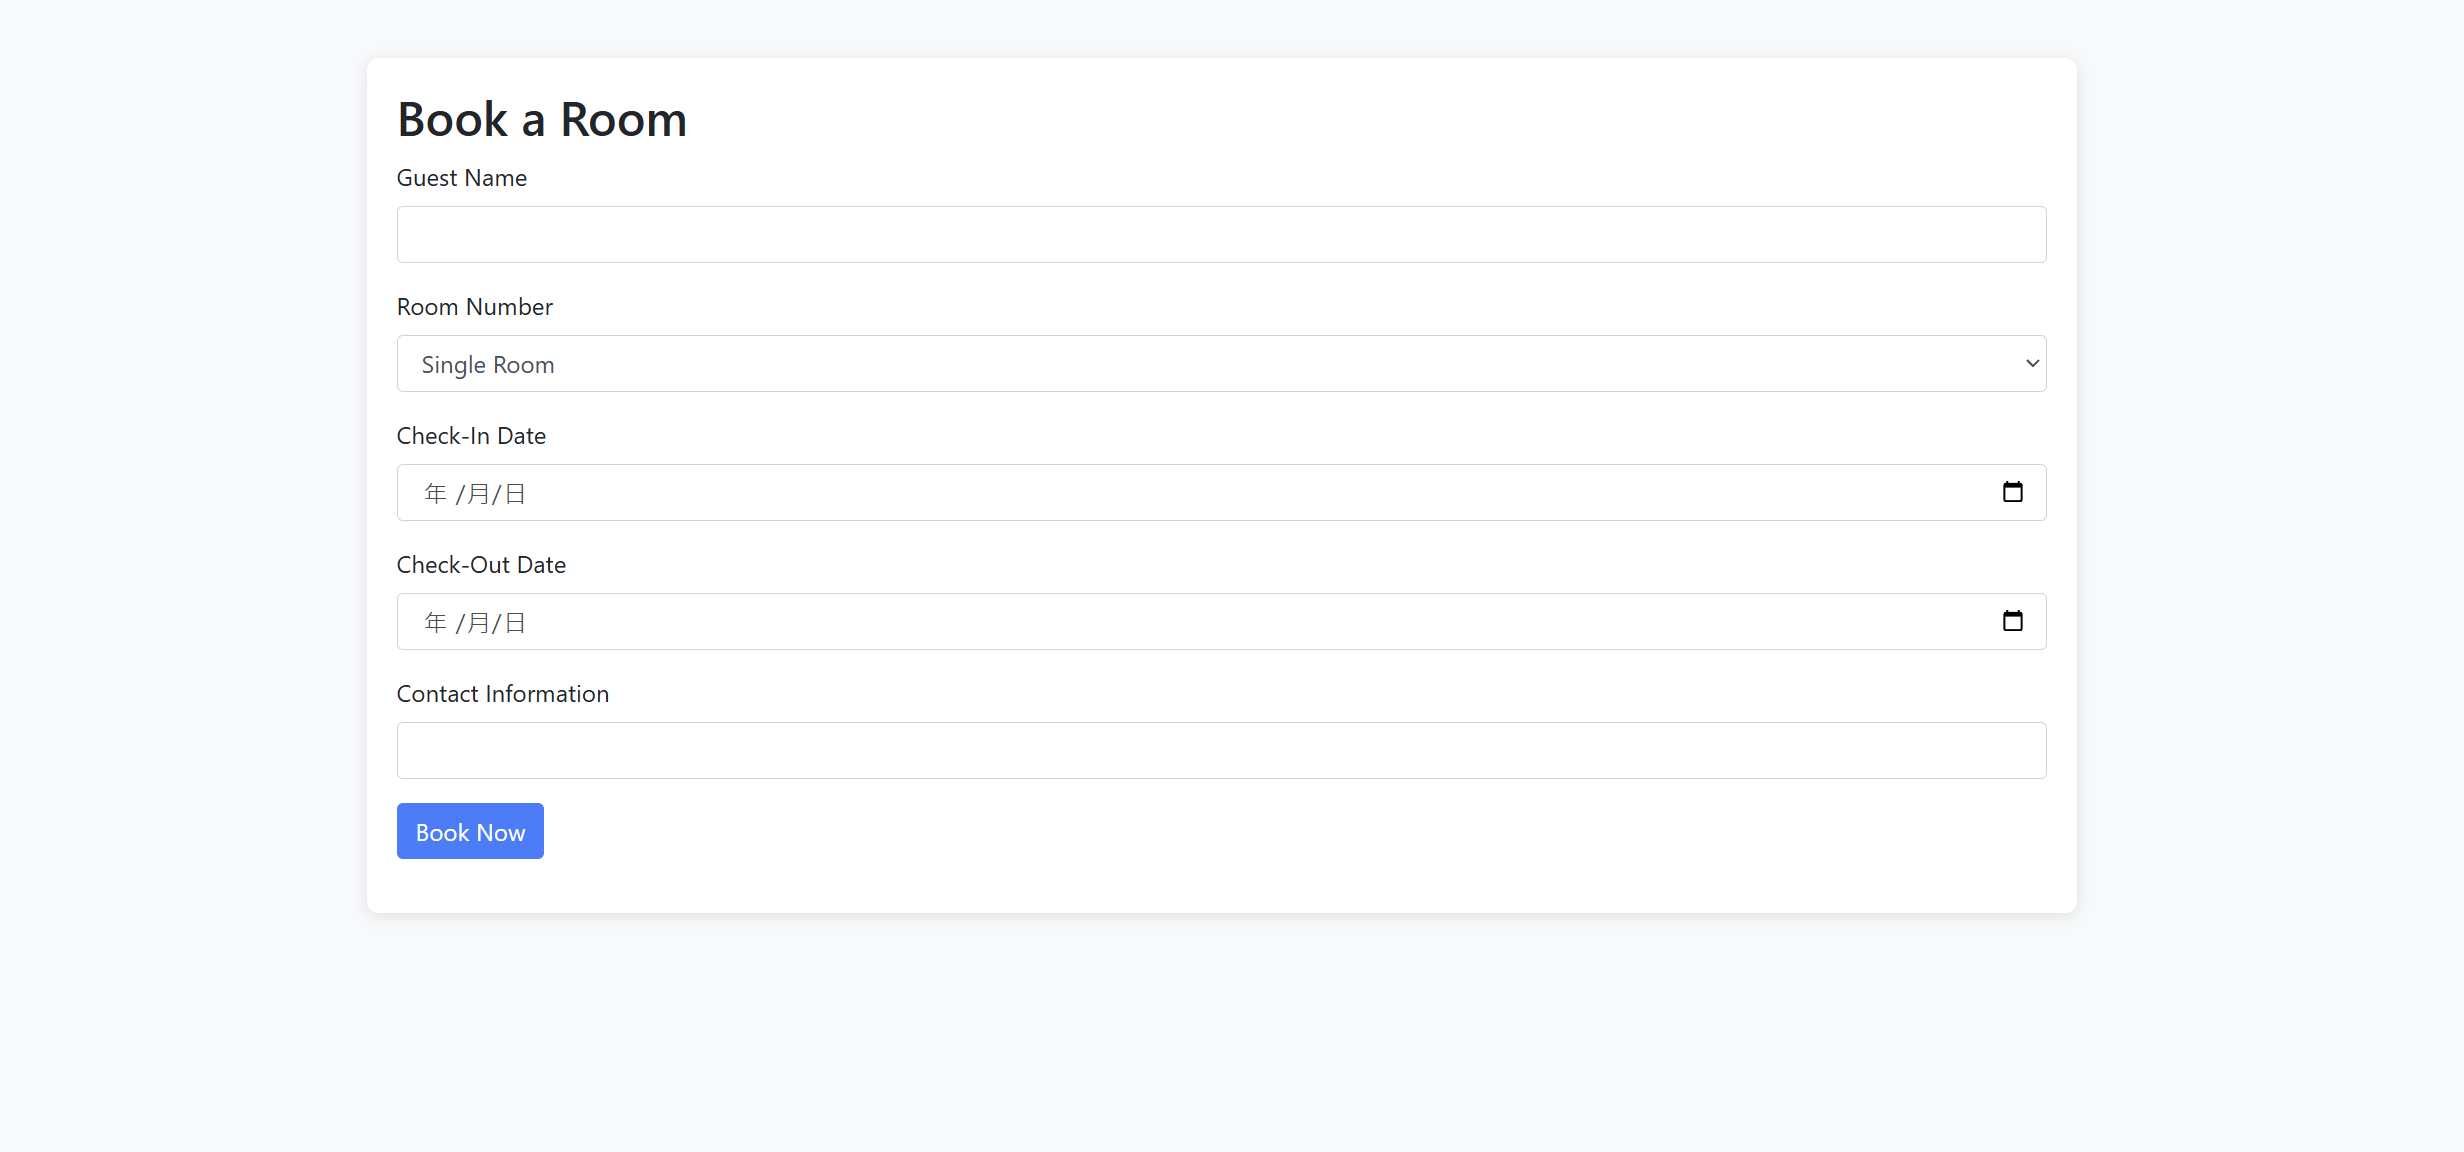 Book a Room
Guest Name
Room Number
Single Room
Check-In Date
年 /月/日
Check-Out Date
年 /月/日
Contact Information
Book Now